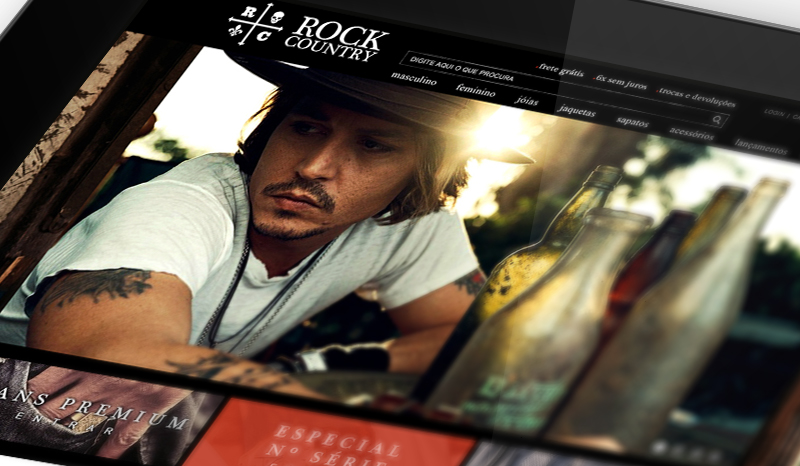 R
C
ROCK
COUNTRY
DIGITE AQUI O QUE PROCURA
.frete grátis .6x sem juros .trocas e devoluções
LOGIN |
masculino feminino jóias jaquetas sapatos acessórios lançamentos
ANS PREMIUM
ENTRAR
ESPECIAL
Nº SÉRIE